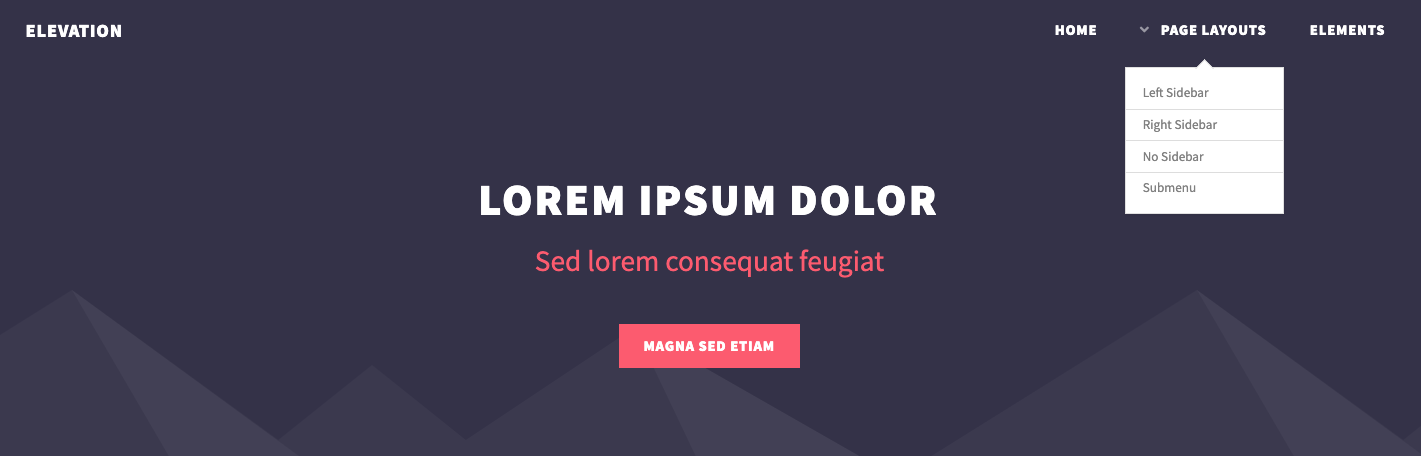 ELEVATION
HOME
PAGE LAYOUTS
ELEMENTS
Left Sidebar
Right Sidebar
No Sidebar
Submenu
LOREM IPSUM DOLOR
Sed lorem consequat feugiat
MAGNA SED ETIAM